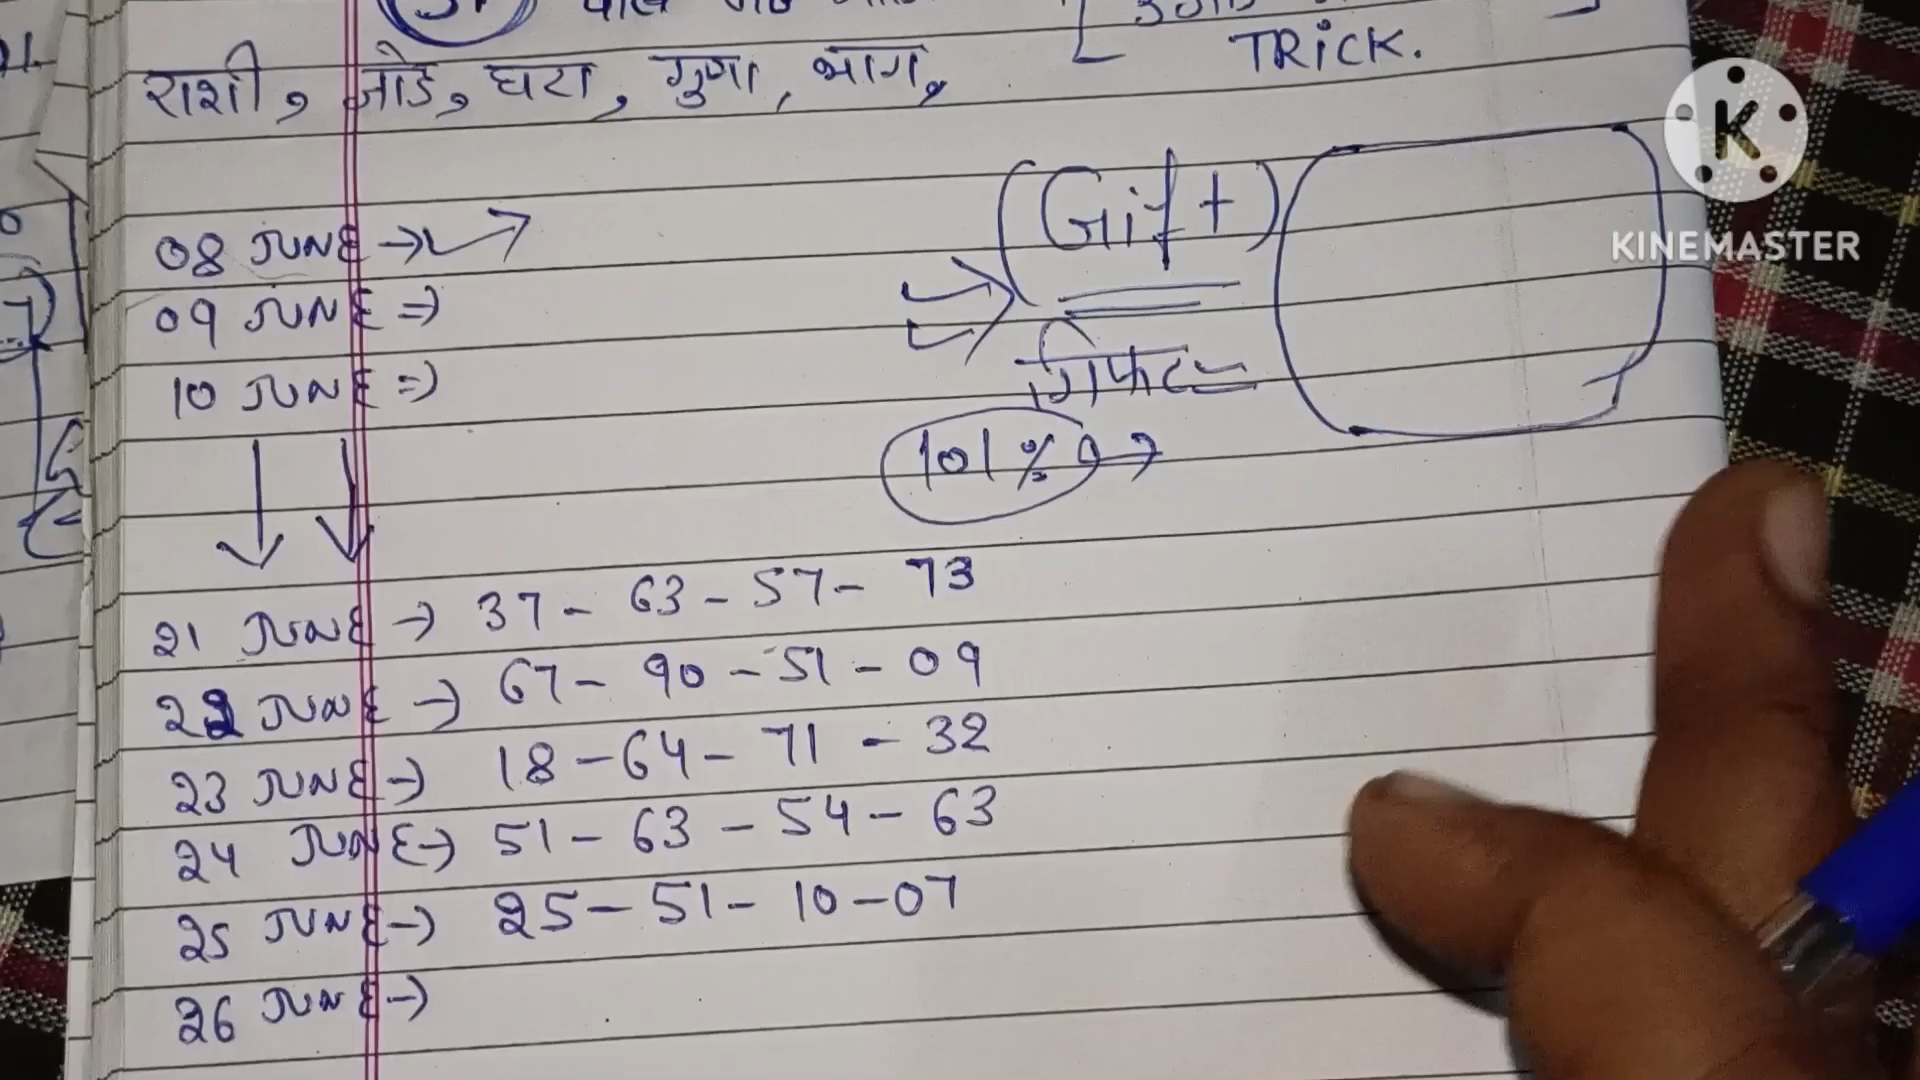 राशी, जोड, घटा, गुणा, भाग,
TRICK.
K
KINEMASTER
(Gift)
08 JUNE →
09 JUNE ⇒
10 JUNE ⇒
गिफट
101%
21 JUNE → 37 - 63 - 57 - 73
22 JUNE → 67 - 90 - 51 - 09
23 JUNE → 18 - 64 - 71 - 32
24 JUNE → 51 - 63 - 54 - 63
25 JUNE → 25 - 51 - 10 - 07
26 JUNE →